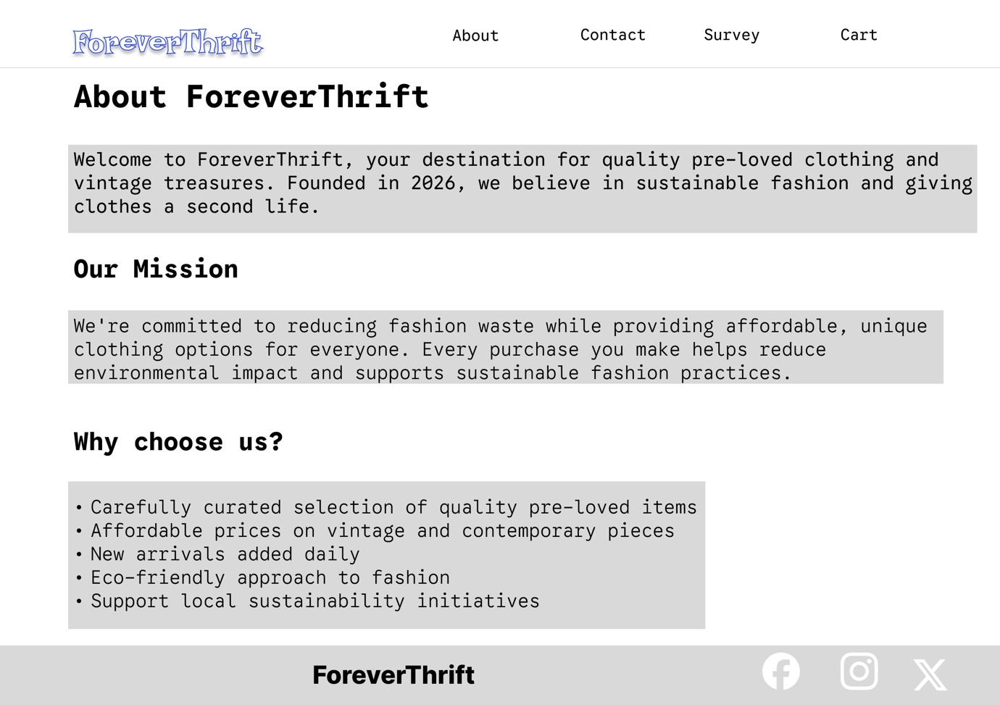 ForeverThrift
About
Contact
Survey
Cart
About ForeverThrift
Welcome to ForeverThrift, your destination for quality pre-loved clothing and
vintage treasures. Founded in 2026, we believe in sustainable fashion and giving
clothes a second life.
Our Mission
We're committed to reducing fashion waste while providing affordable, unique
clothing options for everyone. Every purchase you make helps reduce
environmental impact and supports sustainable fashion practices.
Why choose us?
• Carefully curated selection of quality pre-loved items
• Affordable prices on vintage and contemporary pieces
• New arrivals added daily
• Eco-friendly approach to fashion
• Support local sustainability initiatives
ForeverThrift